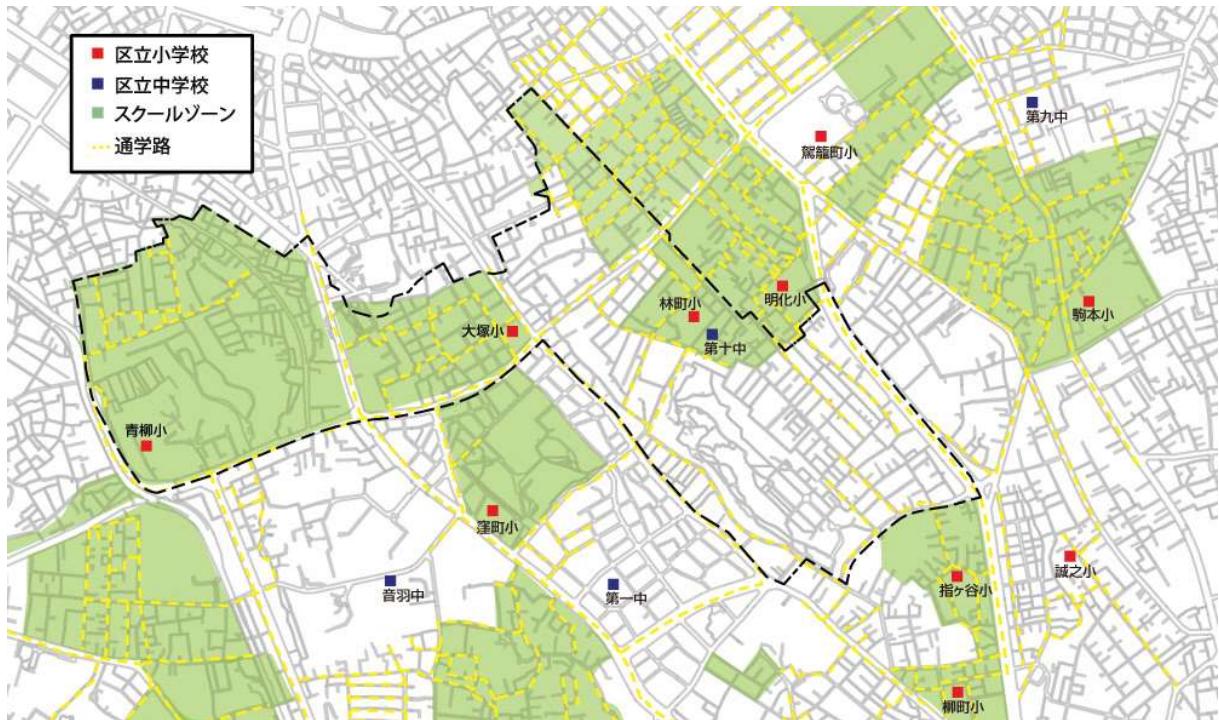 区立小学校
区立中学校
スクールゾーン
通学路
第九中
駕籠町小
明化小
林町小
駒本小
大塚小
第十中
青柳小
窪町小
誠之小
指ヶ谷小
音羽中
第一中
柳町小